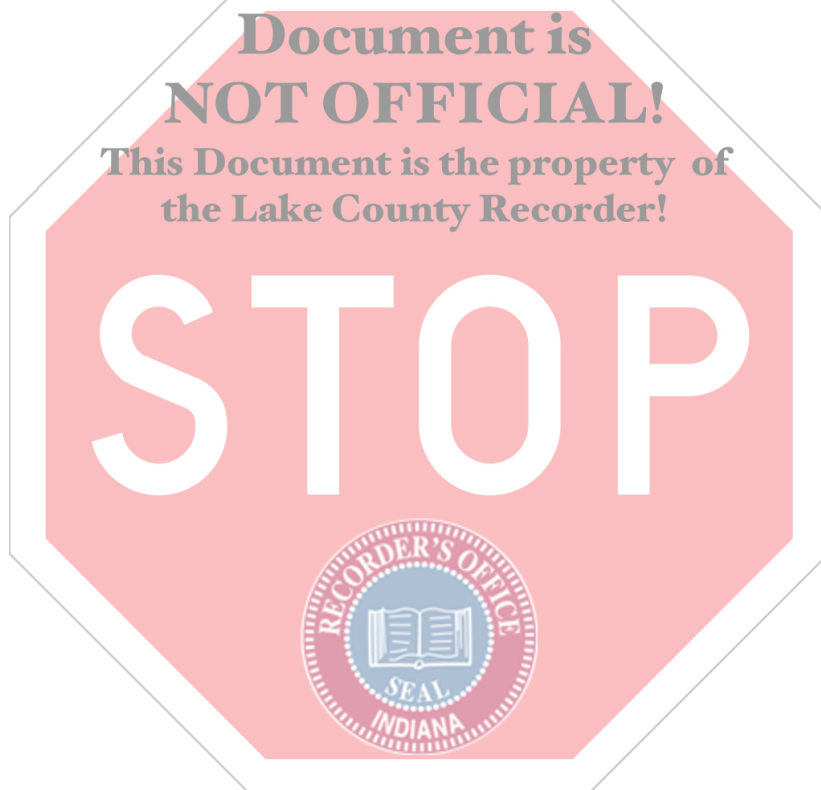 Document is
NOT OFFICIAL!
This Document is the property of
the Lake County Recorder!
STOP
RECORDER'S OFFICE
SEAL
INDIANA